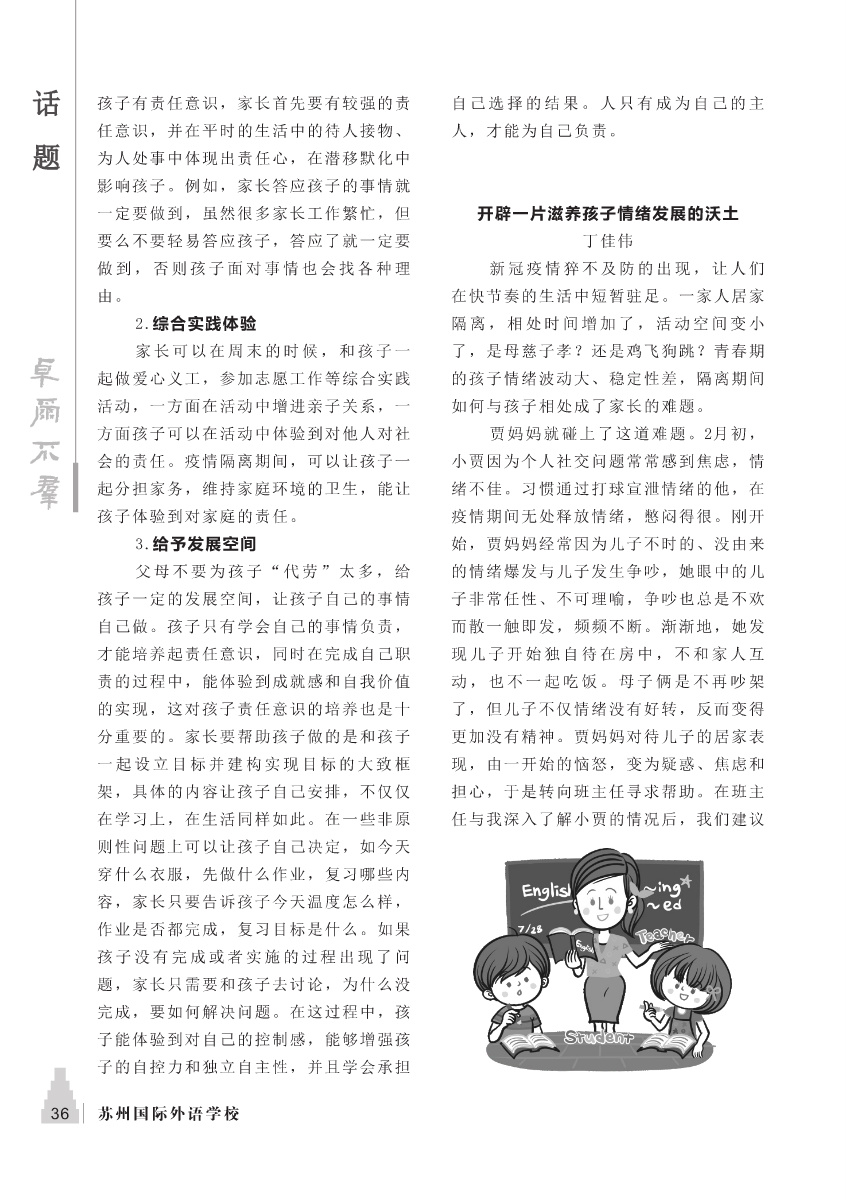 话
题
卓
尔
不
群
孩子有责任意识，家长首先要有较强的责
任意识，并在平时的生活中的待人接物、
为人处事中体现出责任心，在潜移默化中
影响孩子。例如，家长答应孩子的事情就
一定要做到，虽然很多家长工作繁忙，但
要么不要轻易答应孩子，答应了就一定要
做到，否则孩子面对事情也会找各种理
由。
2.综合实践体验
家长可以在周末的时候，和孩子一
起做爱心义工，参加志愿工作等综合实践
活动，一方面在活动中增进亲子关系，一
方面孩子可以在活动中体验到对他人对社
会的责任。疫情隔离期间，可以让孩子一
起分担家务，维持家庭环境的卫生，能让
孩子体验到对家庭的责任。
3.给予发展空间
父母不要为孩子“代劳”太多，给
孩子一定的发展空间，让孩子自己的事情
自己做。孩子只有学会自己的事情负责，
才能培养起责任意识，同时在完成自己职
责的过程中，能体验到成就感和自我价值
的实现，这对孩子责任意识的培养也是十
分重要的。家长要帮助孩子做的是和孩子
一起设立目标并建构实现目标的大致框
架，具体的内容让孩子自己安排，不仅仅
在学习上，在生活同样如此。在一些非原
则性问题上可以让孩子自己决定，如今天
穿什么衣服，先做什么作业，复习哪些内
容，家长只要告诉孩子今天温度怎么样，
作业是否都完成，复习目标是什么。如果
孩子没有完成或者实施的过程出现了问
题，家长只需要和孩子去讨论，为什么没
完成，要如何解决问题。在这过程中，孩
子能体验到对自己的控制感，能够增强孩
子的自控力和独立自主性，并且学会承担
自己选择的结果。人只有成为自己的主
人，才能为自己负责。
开辟一片滋养孩子情绪发展的沃土
丁佳伟
新冠疫情猝不及防的出现，让人们
在快节奏的生活中短暂驻足。一家人居家
隔离，相处时间增加了，活动空间变小
了，是母慈子孝？还是鸡飞狗跳？青春期
的孩子情绪波动大、稳定性差，隔离期间
如何与孩子相处成了家长的难题。
贾妈妈就碰上了这道难题。2月初，
小贾因为个人社交问题常常感到焦虑，情
绪不佳。习惯通过打球宣泄情绪的他，在
疫情期间无处释放情绪，憋闷得很。刚开
始，贾妈妈经常因为儿子不时的、没由来
的情绪爆发与儿子发生争吵，她眼中的儿
子非常任性、不可理喻，争吵也总是不欢
而散一触即发，频频不断。渐渐地，她发
现儿子开始独自待在房中，不和家人互
动，也不一起吃饭。母子俩是不再吵架
了，但儿子不仅情绪没有好转，反而变得
更加没有精神。贾妈妈对待儿子的居家表
现，由一开始的恼怒，变为疑惑、焦虑和
担心，于是转向班主任寻求帮助。在班主
任与我深入了解小贾的情况后，我们建议
English
~ing
~ed
7/28
English
Teacher
Student
36
苏州国际外语学校